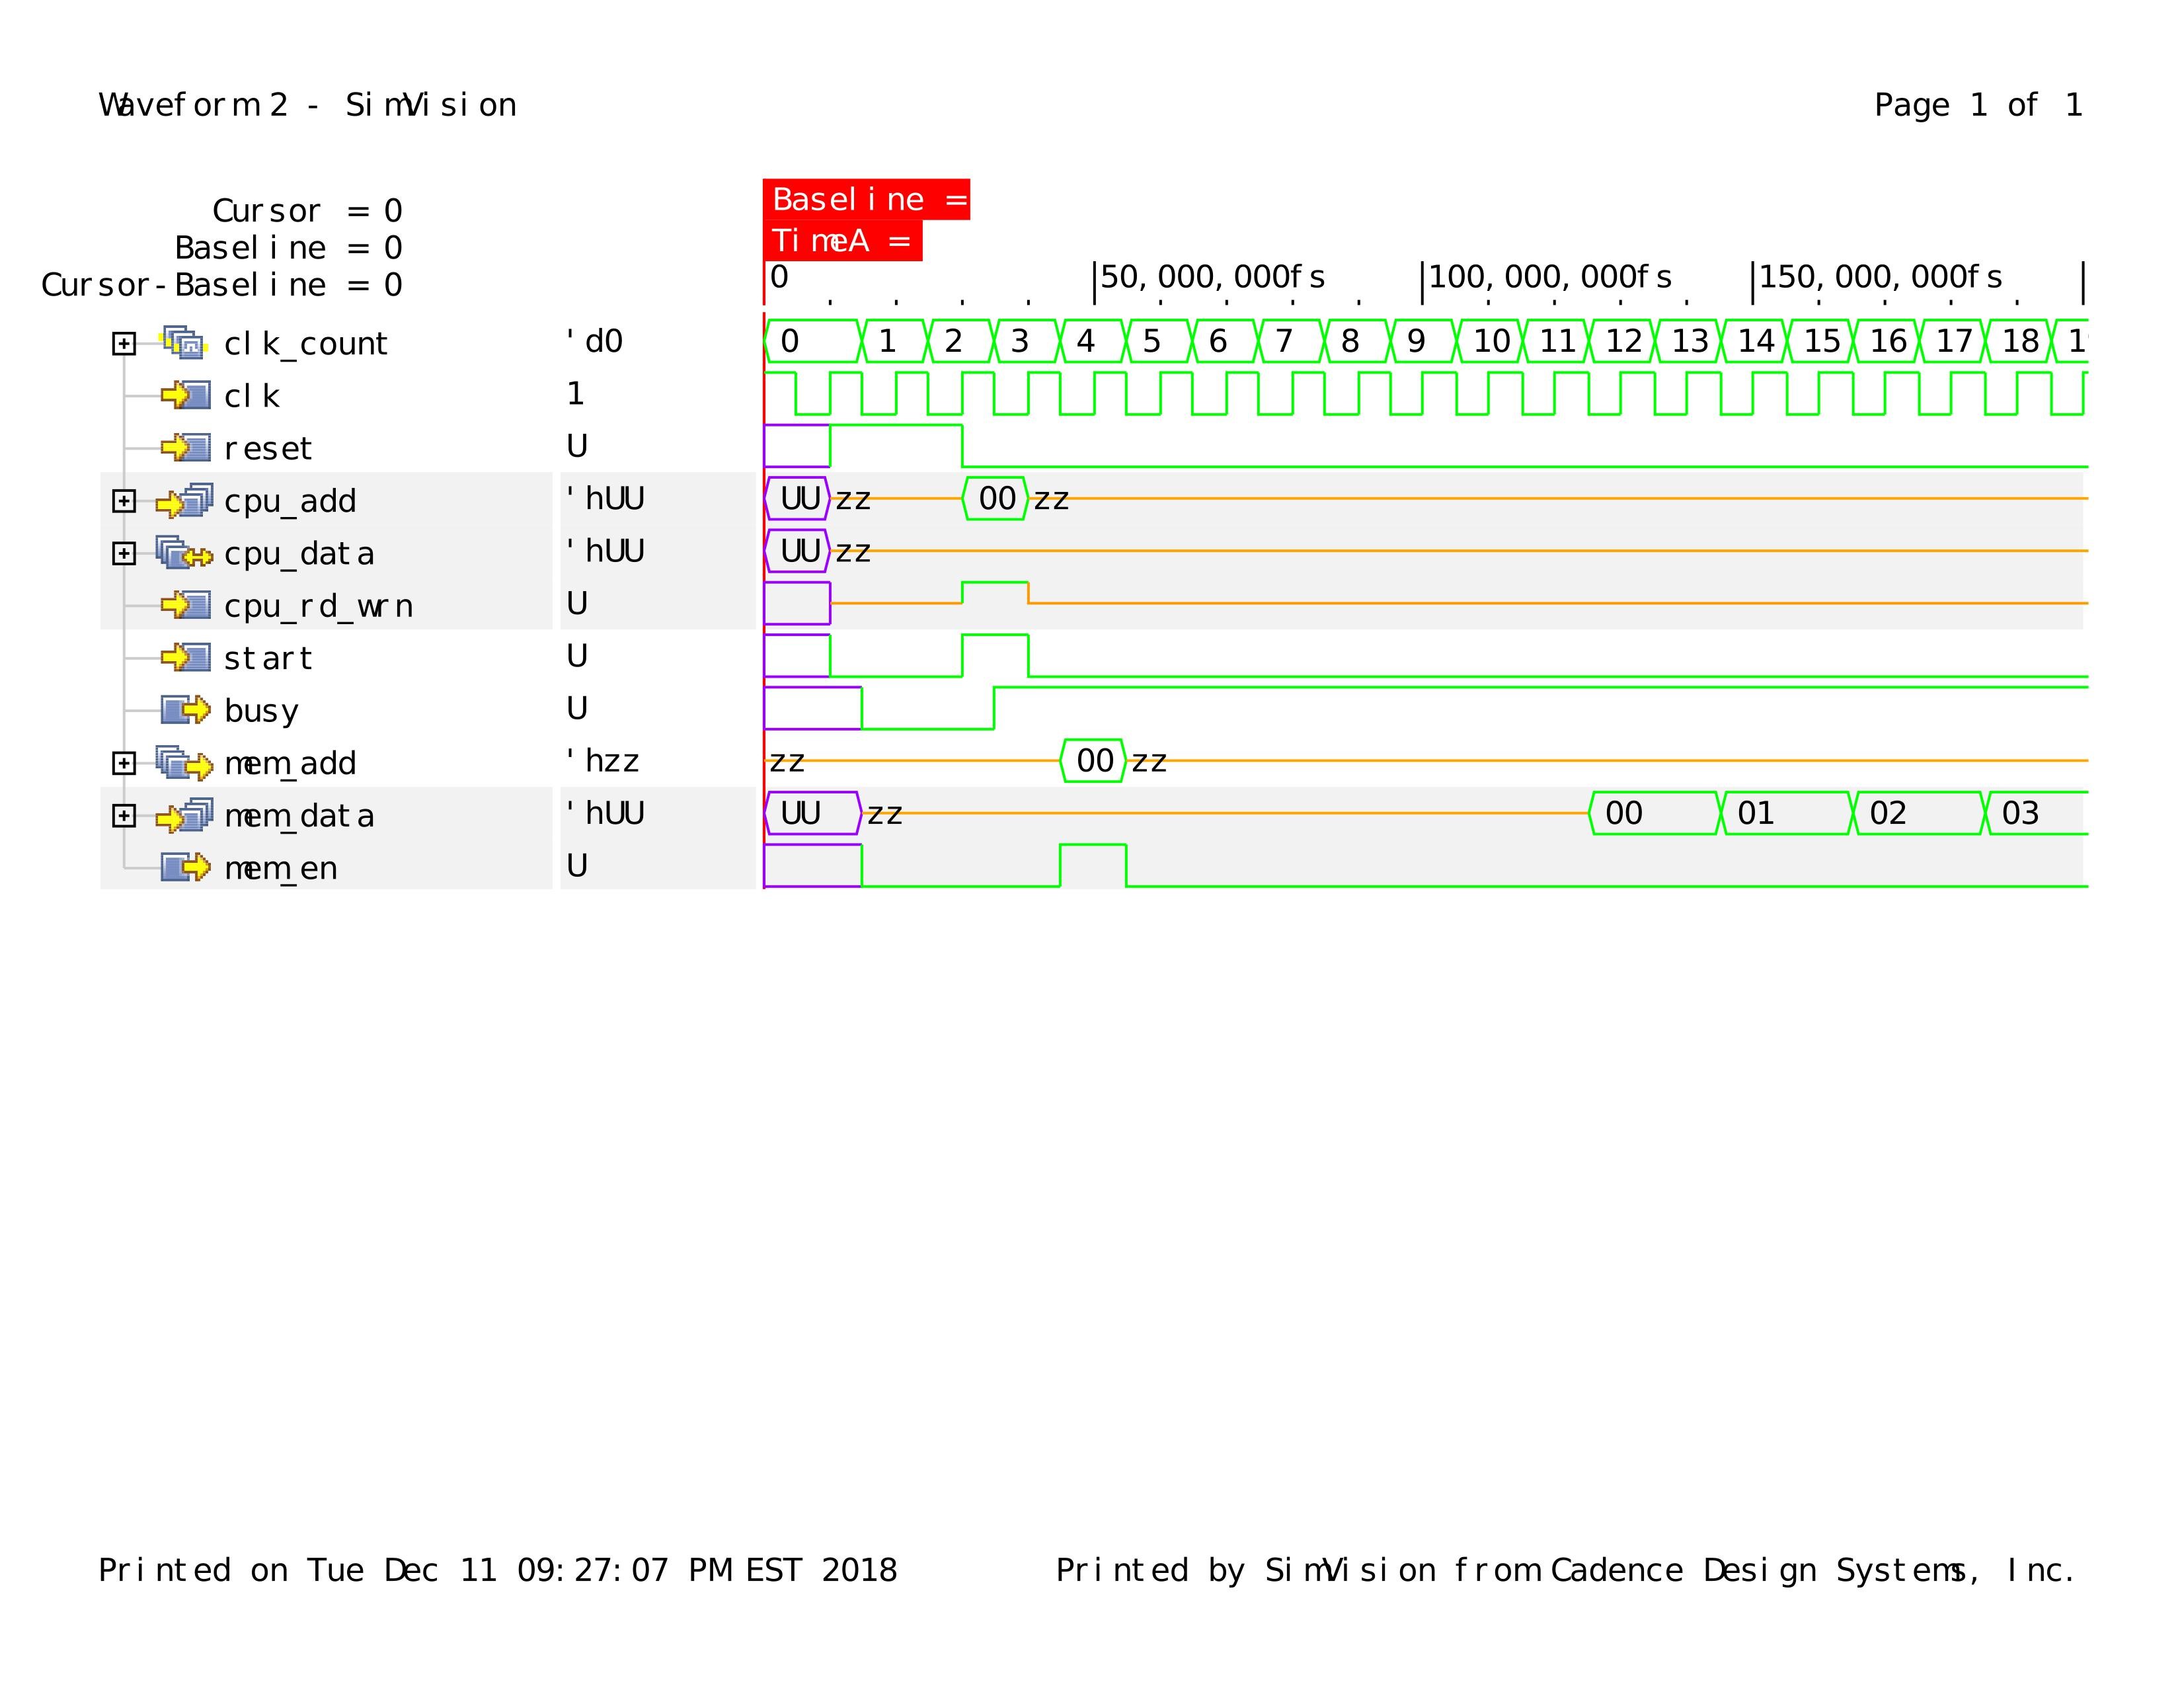 Waveform 2 - SimVision Page 1 of 1
Baseline =
Cursor = 0
TimeA =
Baseline = 0
Cursor-Baseline = 0
0 50,000,000fs 100,000,000fs 150,000,000fs
clk_count 'd0 0 1 2 3 4 5 6 7 8 9 10 11 12 13 14 15 16 17 18
clk 1
reset U
cpu_add 'hUU UU zz 00 zz
cpu_data 'hUU UU zz
cpu_rd_wrn U
start U
busy U
mem_add 'hzz zz 00 zz
mem_data 'hUU UU zz 00 01 02 03
mem_en U
Printed on Tue Dec 11 09:27:07 PM EST 2018 Printed by SimVision from Cadence Design Systems, Inc.